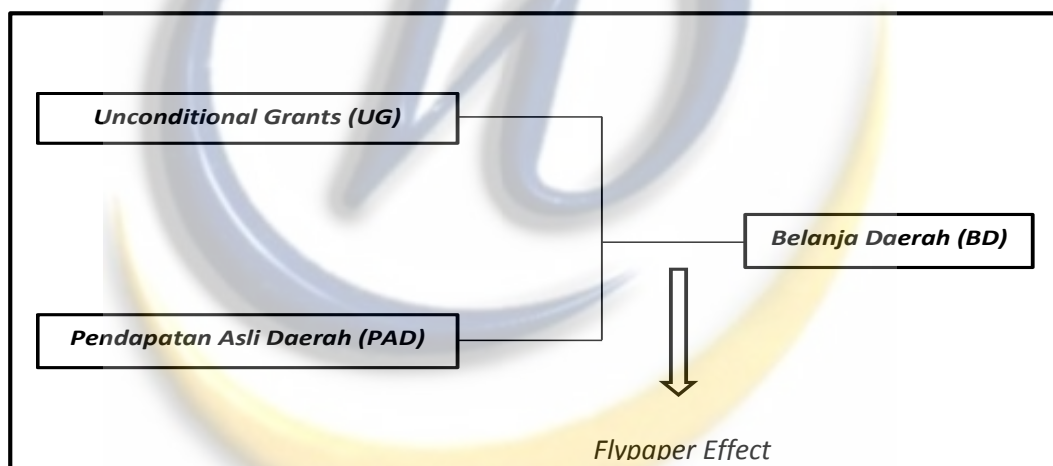 Unconditional Grants (UG)
Belanja Daerah (BD)
Pendapatan Asli Daerah (PAD)
Flypaper Effect